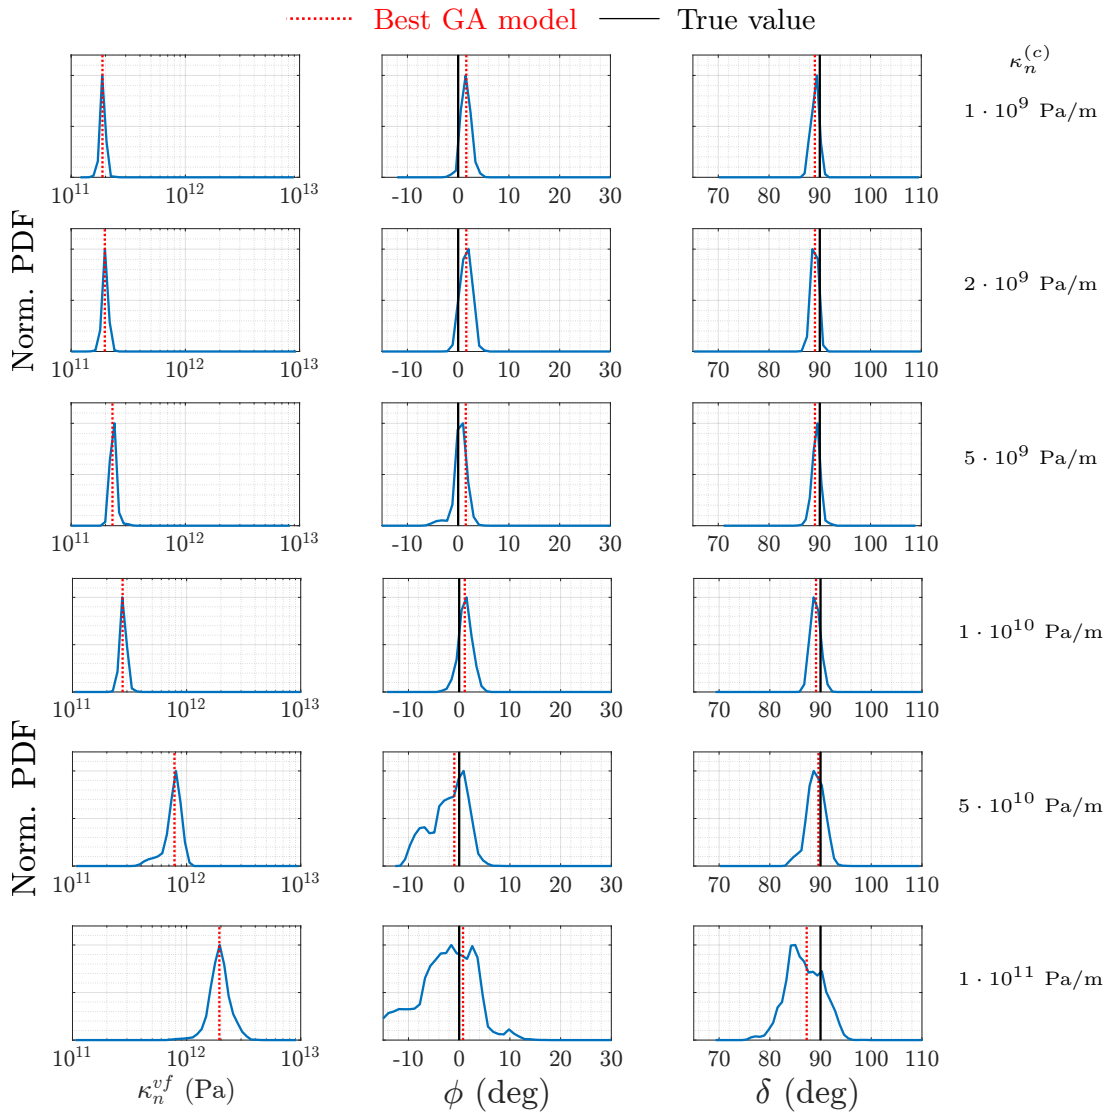 Best GA model
True value
κ_n^{(c)}
10^{11} 10^{12} 10^{13}
-10 0 10 20 30
70 80 90 100 110
1 · 10^9 Pa/m
Norm. PDF
10^{11} 10^{12} 10^{13}
-10 0 10 20 30
70 80 90 100 110
2 · 10^9 Pa/m
10^{11} 10^{12} 10^{13}
-10 0 10 20 30
70 80 90 100 110
5 · 10^9 Pa/m
10^{11} 10^{12} 10^{13}
-10 0 10 20 30
70 80 90 100 110
1 · 10^{10} Pa/m
Norm. PDF
10^{11} 10^{12} 10^{13}
-10 0 10 20 30
70 80 90 100 110
5 · 10^{10} Pa/m
10^{11} 10^{12} 10^{13}
-10 0 10 20 30
70 80 90 100 110
1 · 10^{11} Pa/m
κ_n^{vf} (Pa)
ϕ (deg)
δ (deg)